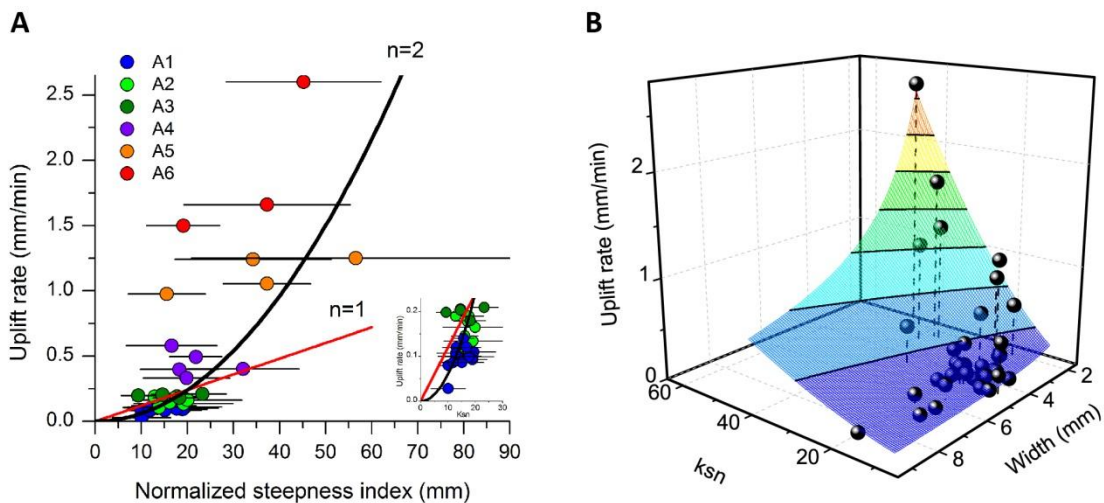 A
n=2
A1
A2
A3
A4
A5
A6
2.5
2.0
1.5
1.0
0.5
0.0
Uplift rate (mm/min)
n=1
0.2
0.1
0.0
Uplift rate (mm/min)
0 10 20 30
Ksn
0 10 20 30 40 50 60 70 80 90
Normalized steepness index (mm)
B
2
1
0
Uplift rate (mm/min)
60
40
20
ksn
2
4
6
8
Width (mm)